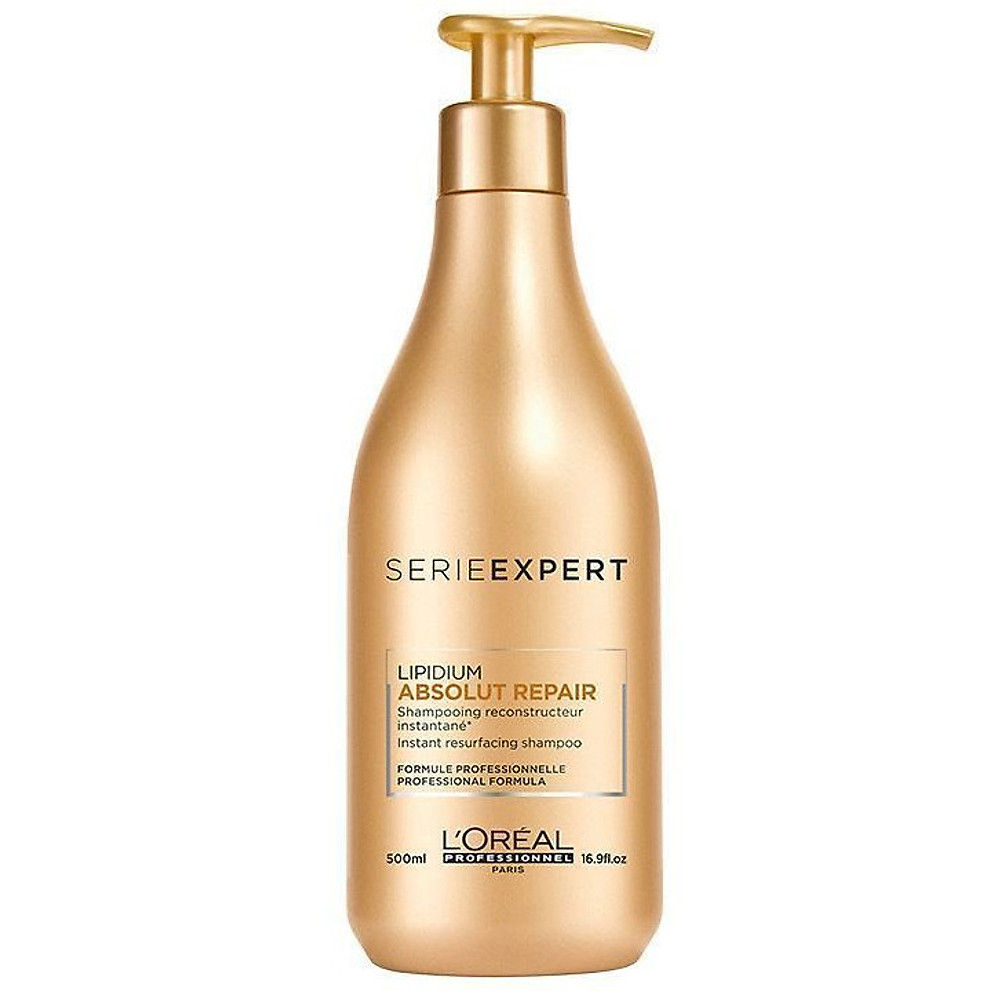 SERIEEXPERT
LIPIDIUM
ABSOLUT REPAIR
Shampooing reconstructeur
instantané*
Instant resurfacing shampoo
FORMULE PROFESSIONNELLE
PROFESSIONAL FORMULA
L'ORÉAL
500ml PROFESSIONNEL 16.9fl.oz
PARIS